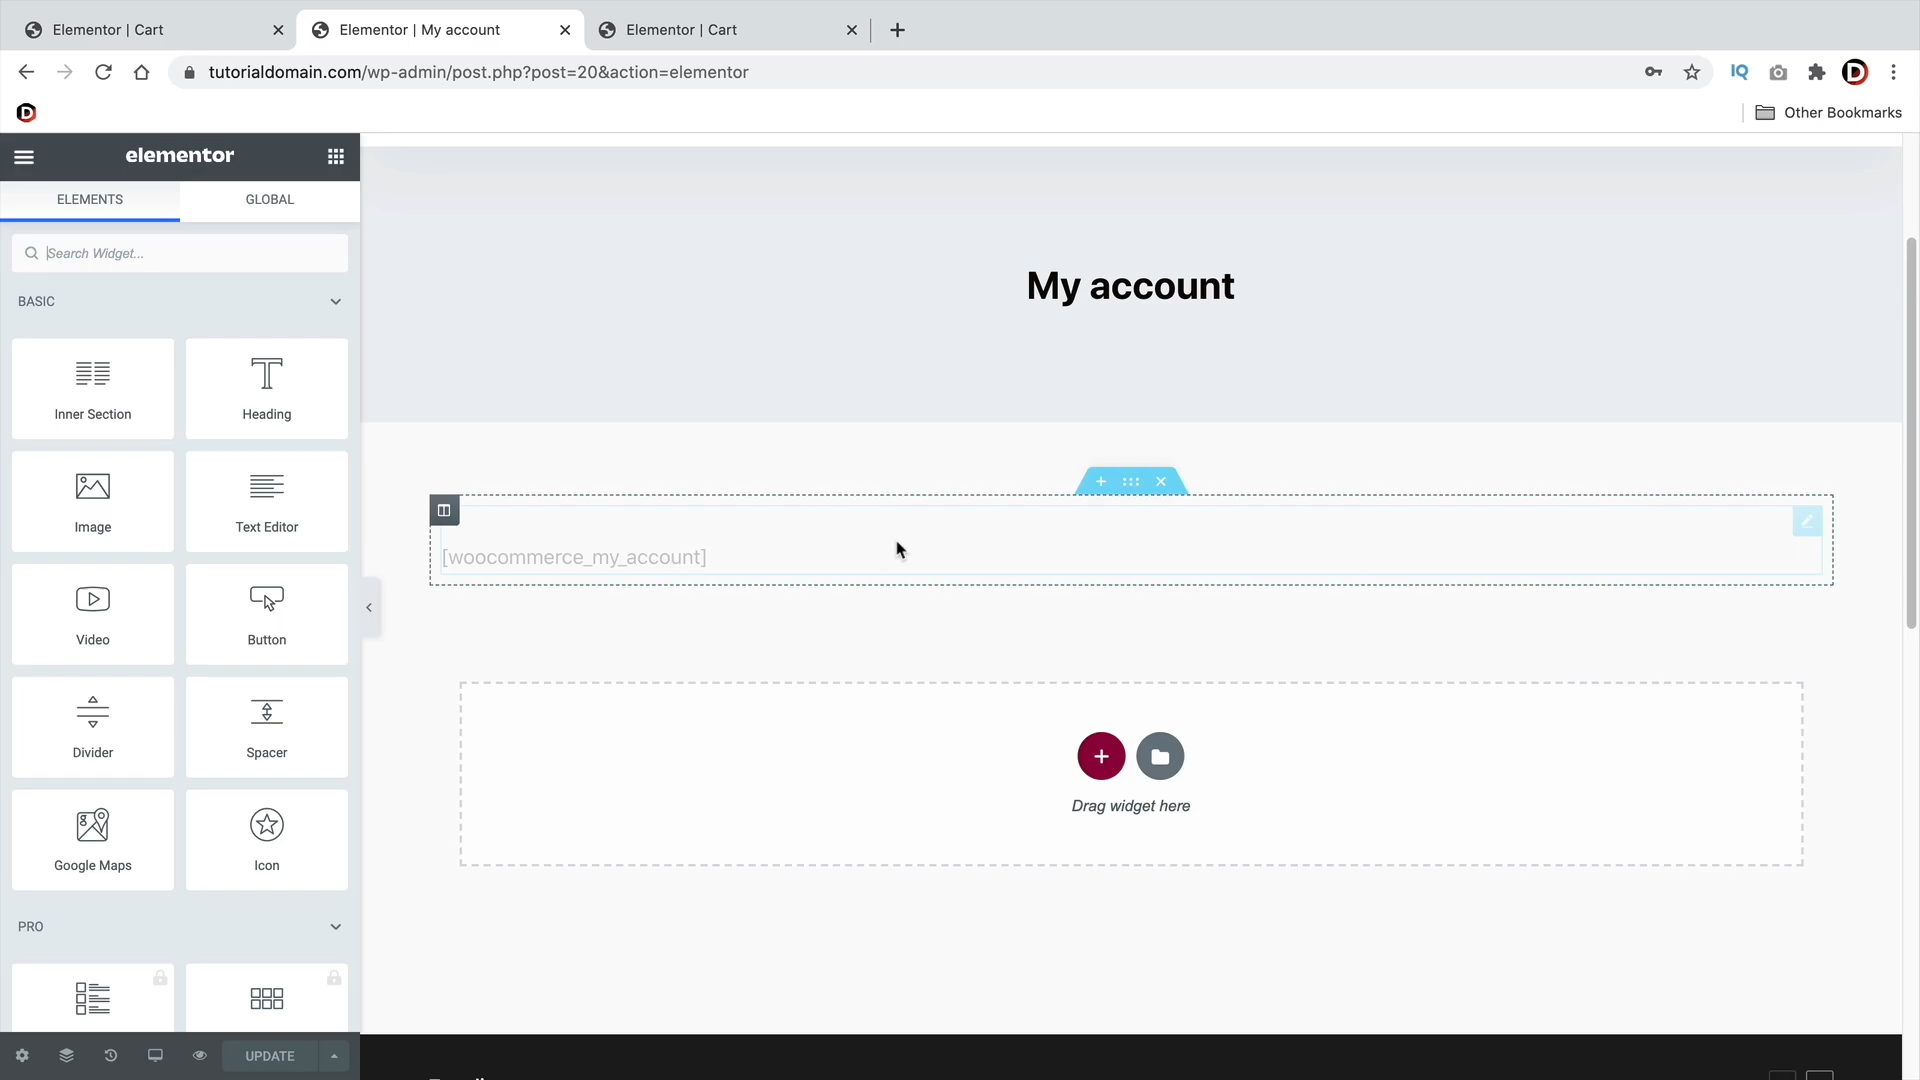 Elementor | Cart
Elementor | My account
Elementor | Cart
tutorialdomain.com/wp-admin/post.php?post=20&action=elementor
IQ
D
D
Other Bookmarks
elementor
ELEMENTS
GLOBAL
Search Widget...
BASIC
Inner Section
Heading
Image
Text Editor
Video
Button
Divider
Spacer
Google Maps
Icon
PRO
UPDATE
My account
[woocommerce_my_account]
Drag widget here